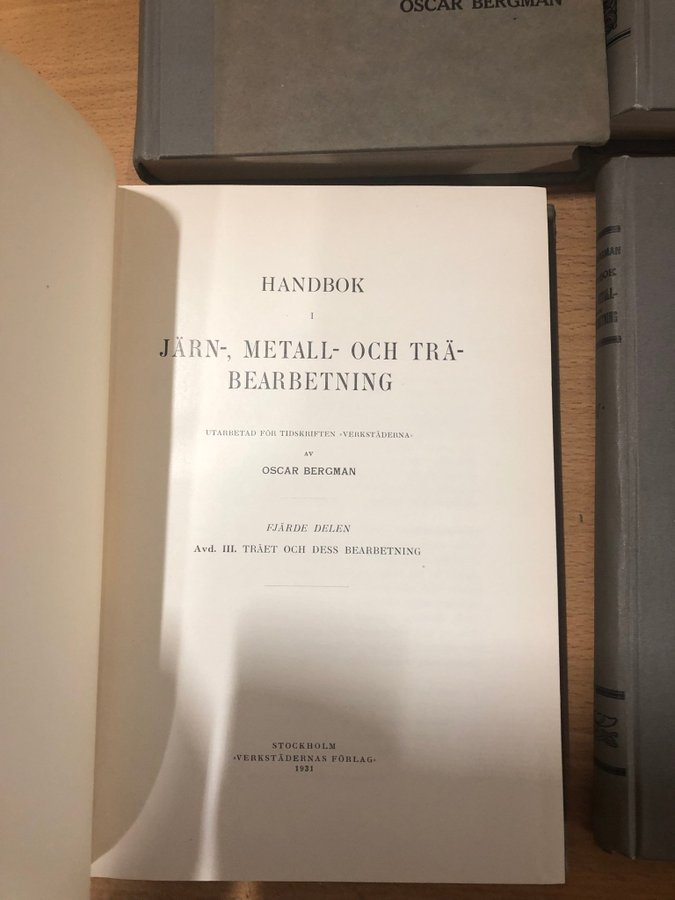 OSCAR BERGMAN
HANDBOK
I
JÄRN-, METALL- OCH TRÄ-
BEARBETNING
UTARBETAD FÖR TIDSKRIFTEN »VERKSTÄDERNA»
AV
OSCAR BERGMAN
FJÄRDE DELEN
Avd. III. TRÄET OCH DESS BEARBETNING
STOCKHOLM
»VERKSTÄDERNAS FÖRLAG»
1931